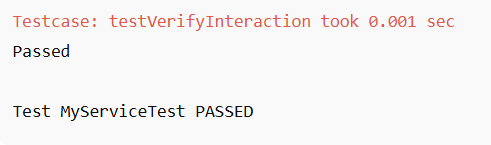 Testcase: testVerifyInteraction took 0.001 sec
Passed
Test MyServiceTest PASSED